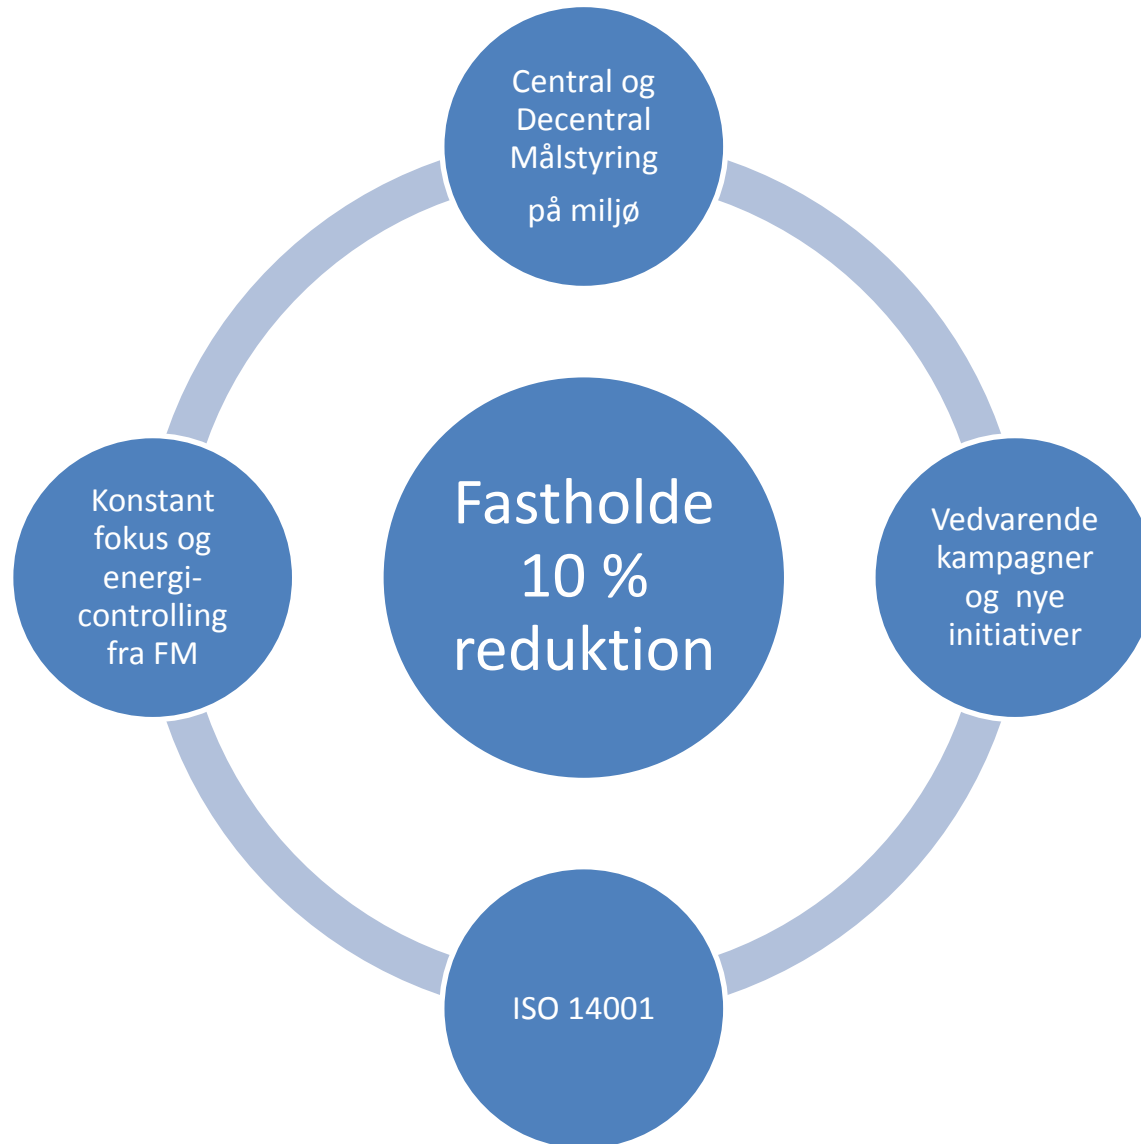 Central og
Decentral
Målstyring
på miljø
Konstant
fokus og
energi-
controlling
fra FM
Fastholde
10 %
reduktion
Vedvarende
kampagner
og  nye
initiativer
ISO 14001